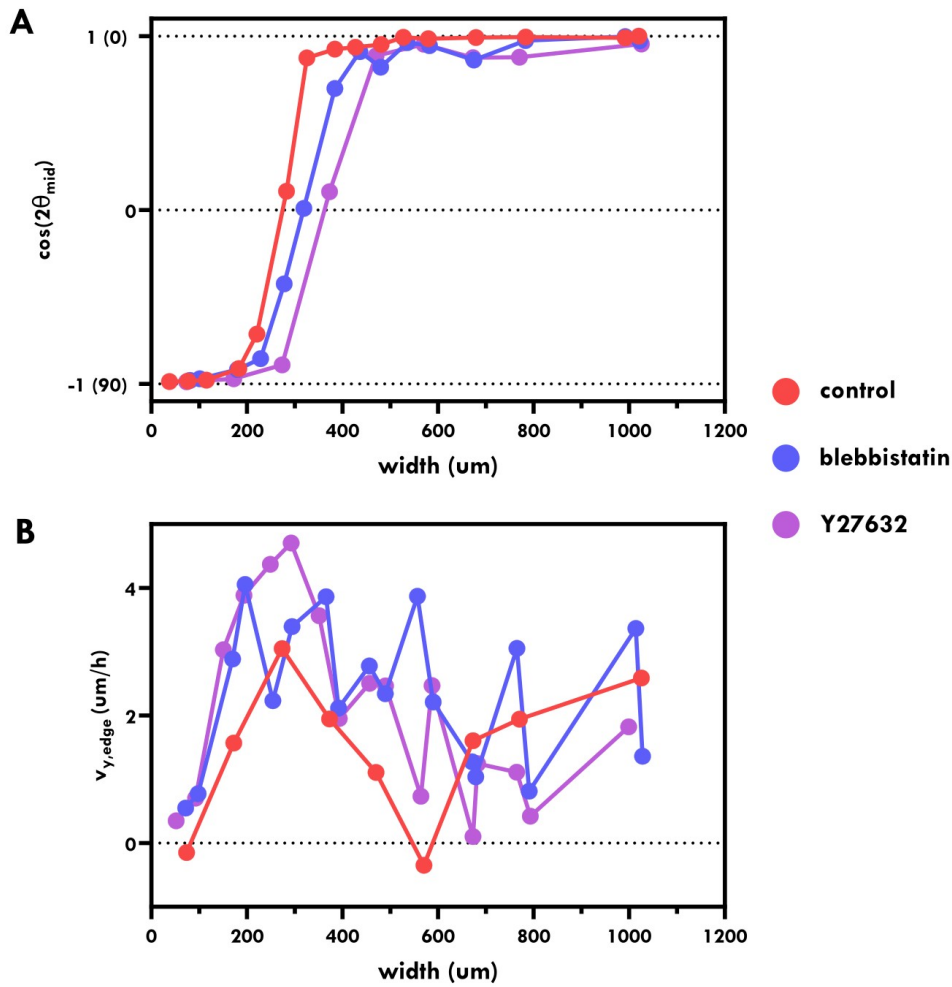 A
1 (0)
0
-1 (90)
cos(2θmid)
0 200 400 600 800 1000 1200
width (um)
control
blebbistatin
Y27632
B
4
2
0
vy,edge (um/h)
0 200 400 600 800 1000 1200
width (um)